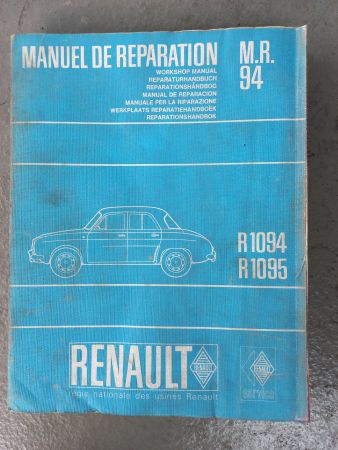 MANUEL DE REPARATION
M.R.
94
WORKSHOP MANUAL
REPARATURHANDBUCH
REPARATIONSHÅNDBOG
MANUAL DE REPARACION
MANUALE PER LA RIPARAZIONE
WERKPLAATS REPARATIEHANDBOEK
REPARATIONSHANDBOK
R1094
R1095
RENAULT
RENAULT
RENAULT
régie nationale des usines Renault
SERVICE